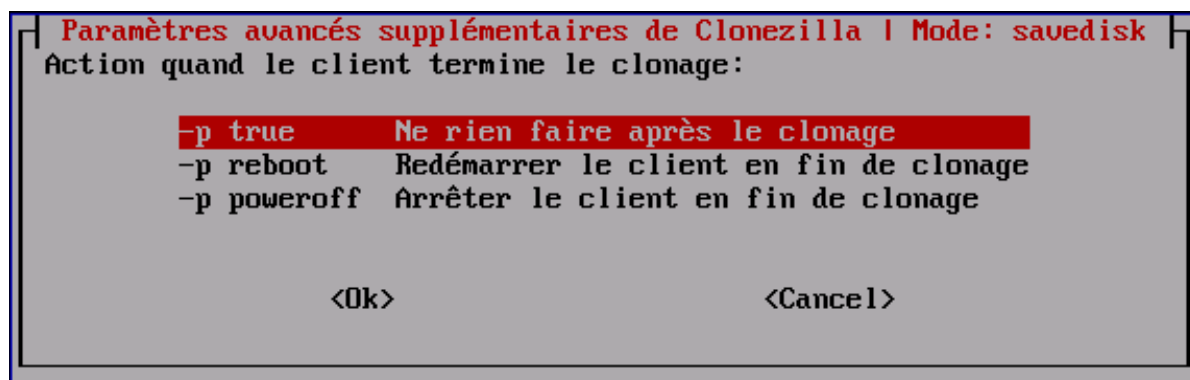 Paramètres avancés supplémentaires de Clonezilla | Mode: savedisk
Action quand le client termine le clonage:
-p true Ne rien faire après le clonage
-p reboot Redémarrer le client en fin de clonage
-p poweroff Arrêter le client en fin de clonage
<Ok> <Cancel>